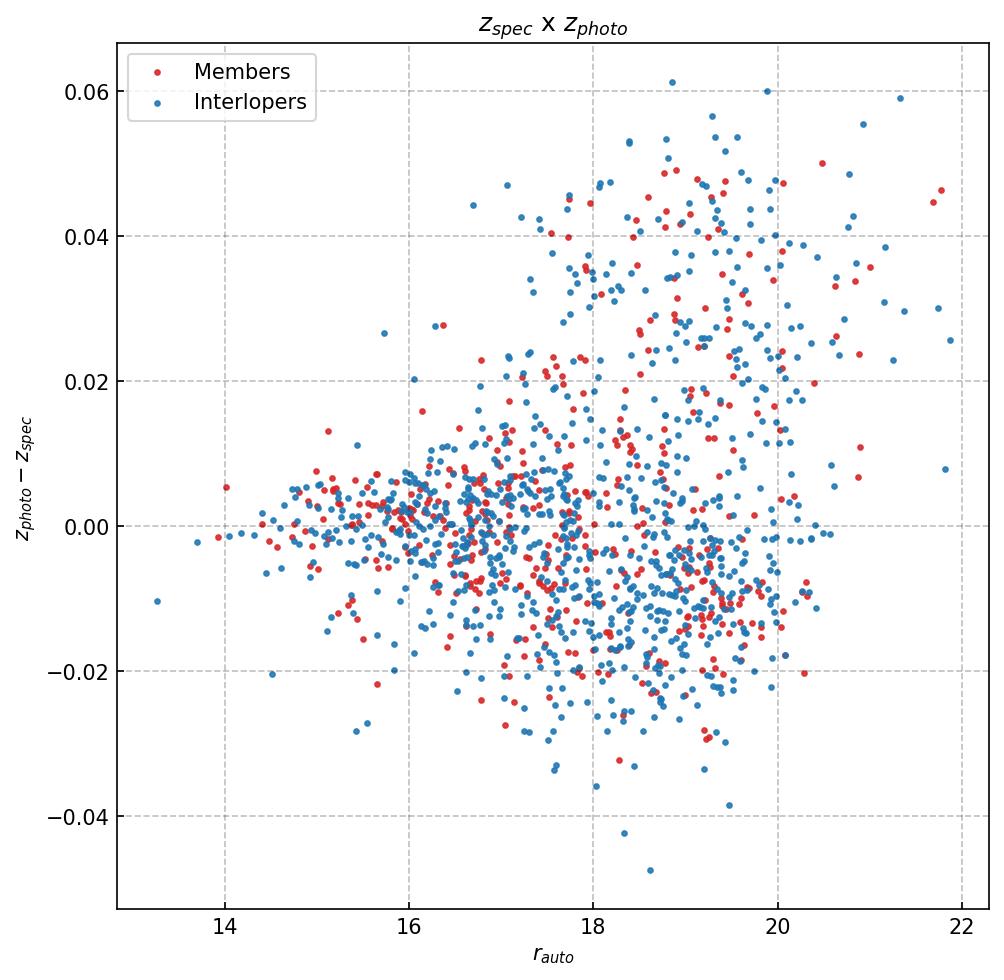 z_spec x z_photo
Members
Interlopers
0.06
0.04
0.02
0.00
−0.02
−0.04
z_photo − z_spec
14
16
18
20
22
r_auto